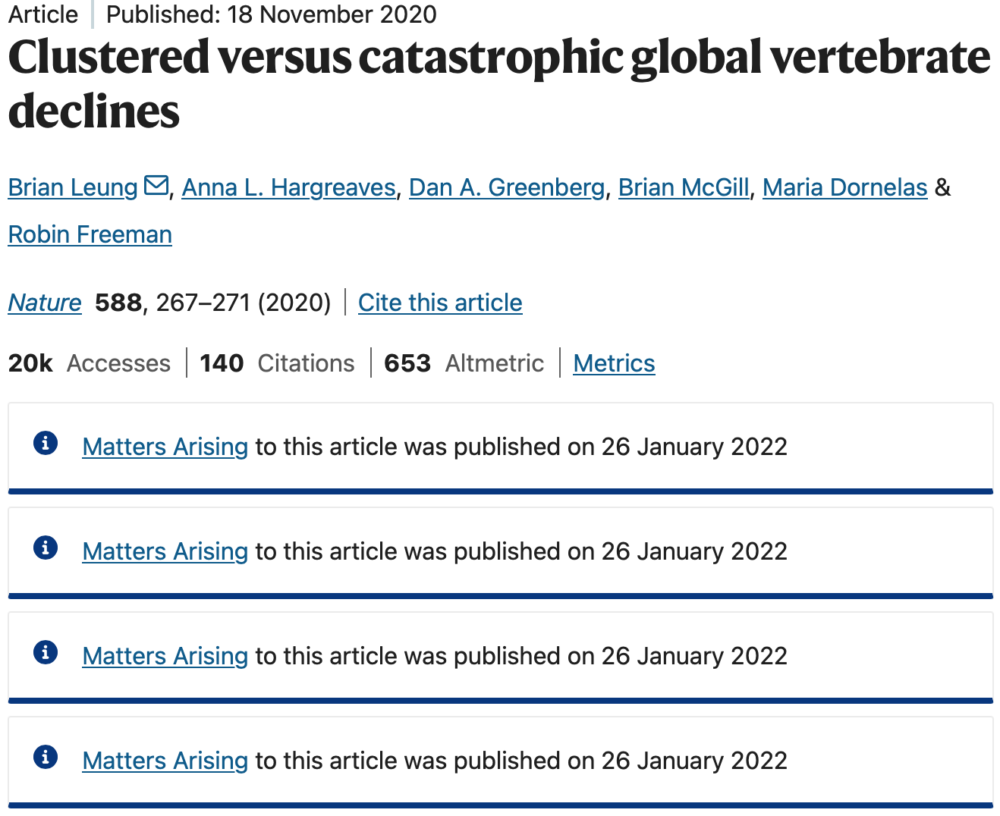 Article | Published: 18 November 2020
Clustered versus catastrophic global vertebrate
declines
Brian Leung, Anna L. Hargreaves, Dan A. Greenberg, Brian McGill, Maria Dornelas &
Robin Freeman
Nature 588, 267–271 (2020) | Cite this article
20k Accesses | 140 Citations | 653 Altmetric | Metrics
Matters Arising to this article was published on 26 January 2022
Matters Arising to this article was published on 26 January 2022
Matters Arising to this article was published on 26 January 2022
Matters Arising to this article was published on 26 January 2022